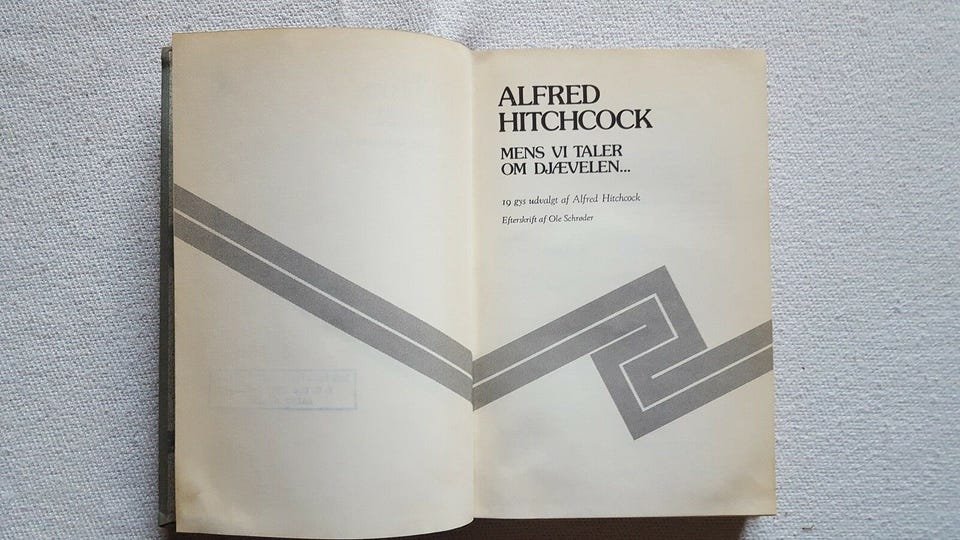 ALFRED
HITCHCOCK
MENS VI TALER
OM DJÆVELEN...
19 gys udvalgt af Alfred Hitchcock
Efterskrift af Ole Schrøder